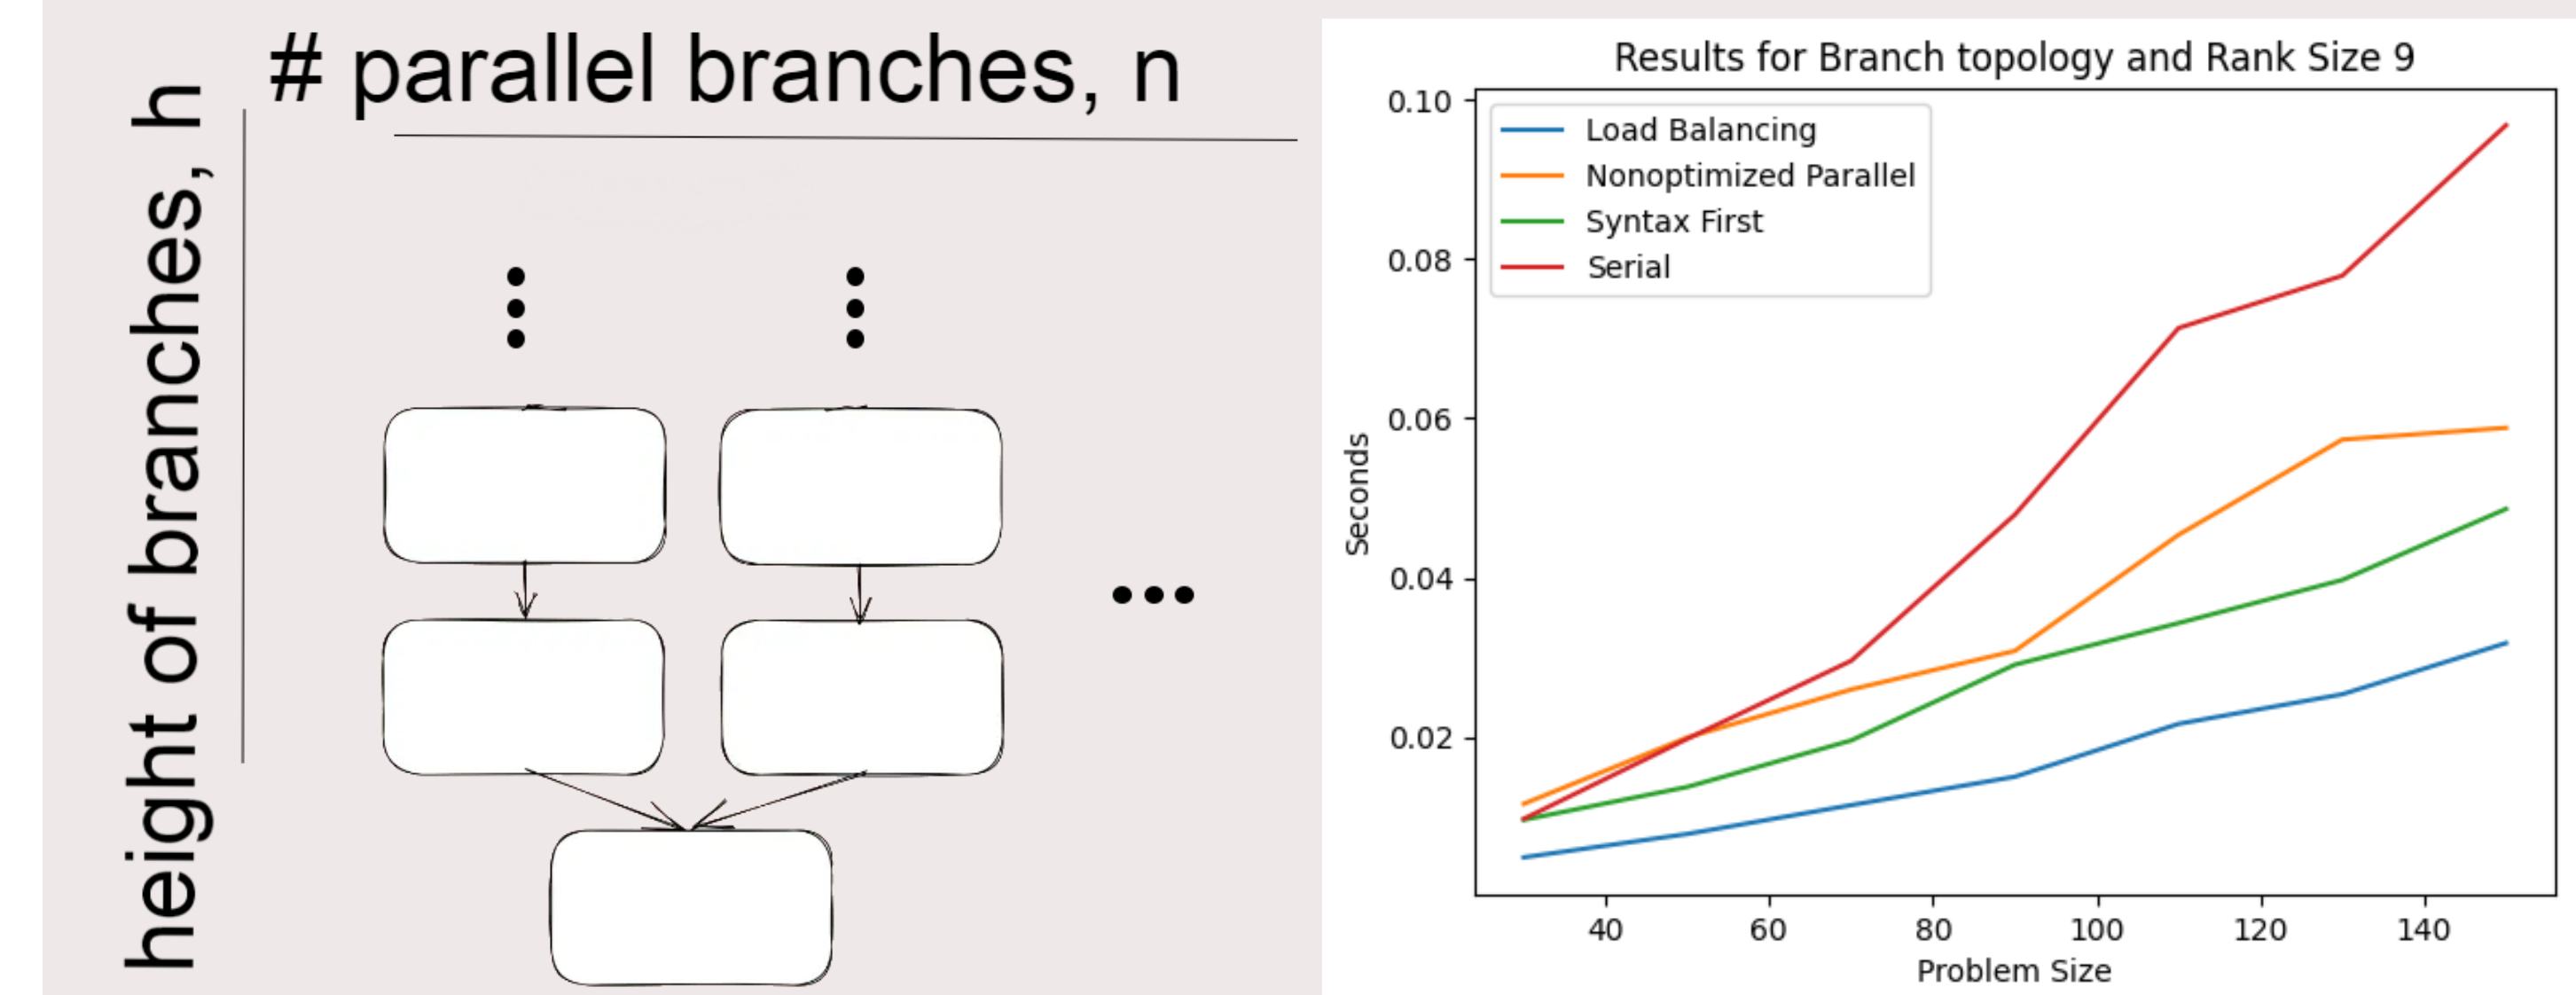 # parallel branches, n
height of branches, h
Results for Branch topology and Rank Size 9
Load Balancing
Nonoptimized Parallel
Syntax First
Serial
0.10
0.08
0.06
0.04
0.02
Seconds
40 60 80 100 120 140
Problem Size